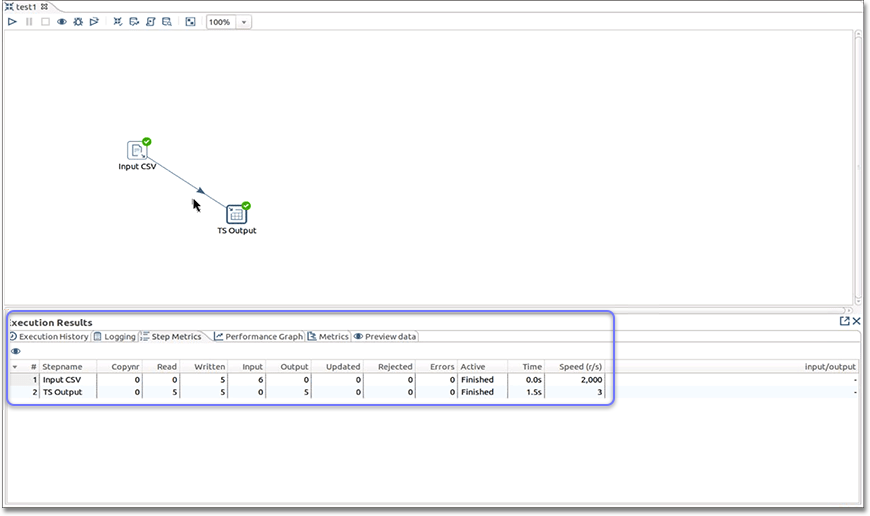 test1
100%
Input CSV
TS Output
xecution Results
Execution History Logging Step Metrics Performance Graph Metrics Preview data
# Stepname Copynr Read Written Input Output Updated Rejected Errors Active Time Speed (r/s) input/output
1 Input CSV 0 0 5 6 0 0 0 0 Finished 0.0s 2,000 -
2 TS Output 0 5 5 0 5 0 0 0 Finished 1.5s 3 -